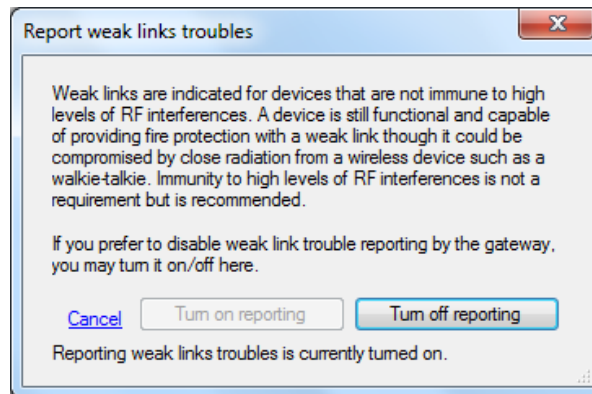 Report weak links troubles
Weak links are indicated for devices that are not immune to high
levels of RF interferences. A device is still functional and capable
of providing fire protection with a weak link though it could be
compromised by close radiation from a wireless device such as a
walkie-talkie. Immunity to high levels of RF interferences is not a
requirement but is recommended.
If you prefer to disable weak link trouble reporting by the gateway,
you may turn it on/off here.
Cancel Turn on reporting Turn off reporting
Reporting weak links troubles is currently turned on.